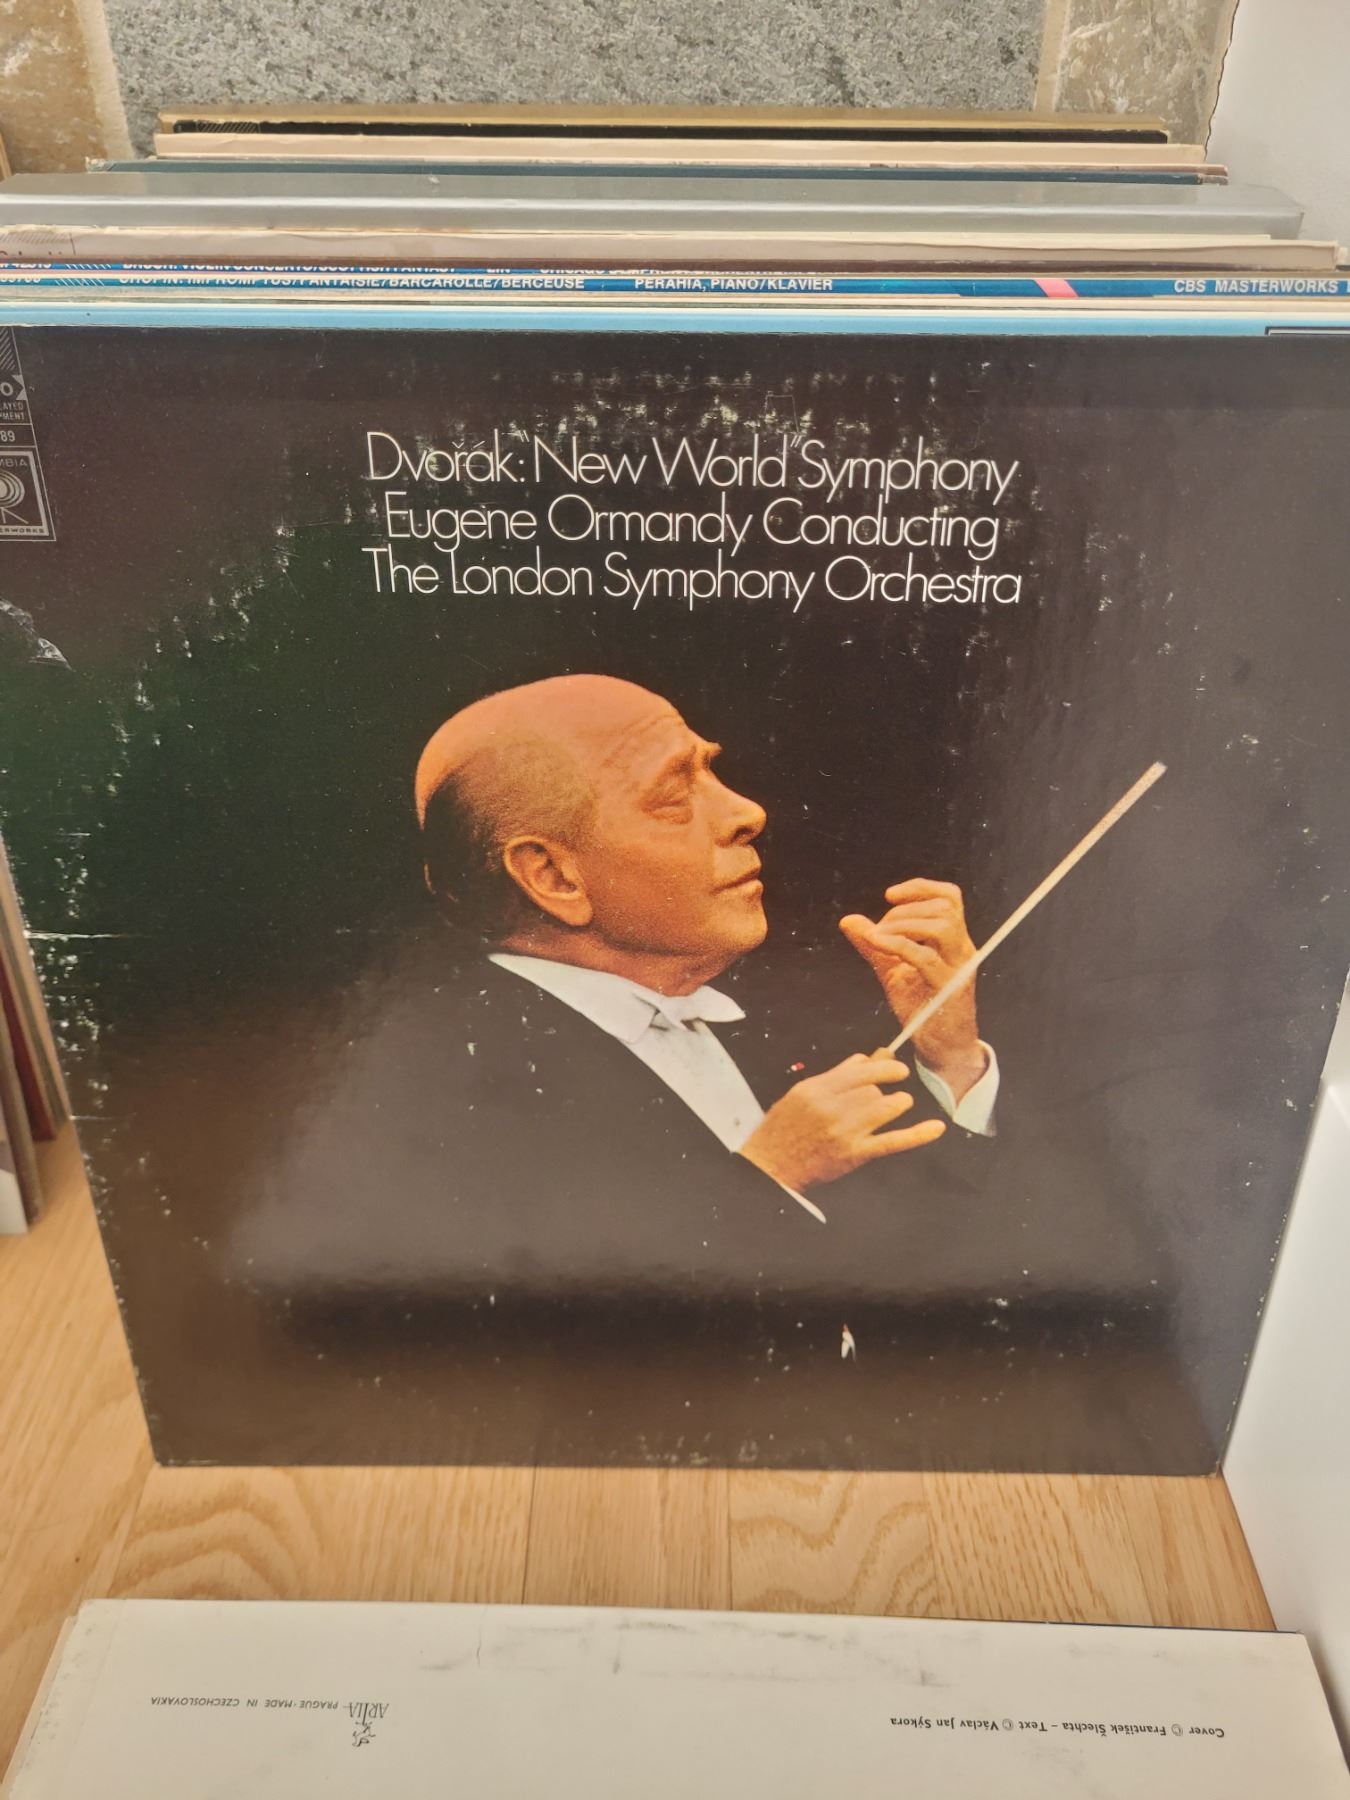 CHOPIN: IMPROMPTUS/FANTAISIE/BARCAROLLE/BERCEUSE PERAHIA, PIANO/KLAVIER CBS MASTERWORKS
89
Dvořák: "New World" Symphony
Eugene Ormandy Conducting
The London Symphony Orchestra
Cover © František Šlechta – Text © Václav Jan Sýkora
ARTIA – PRAGUE · MADE IN CZECHOSLOVAKIA